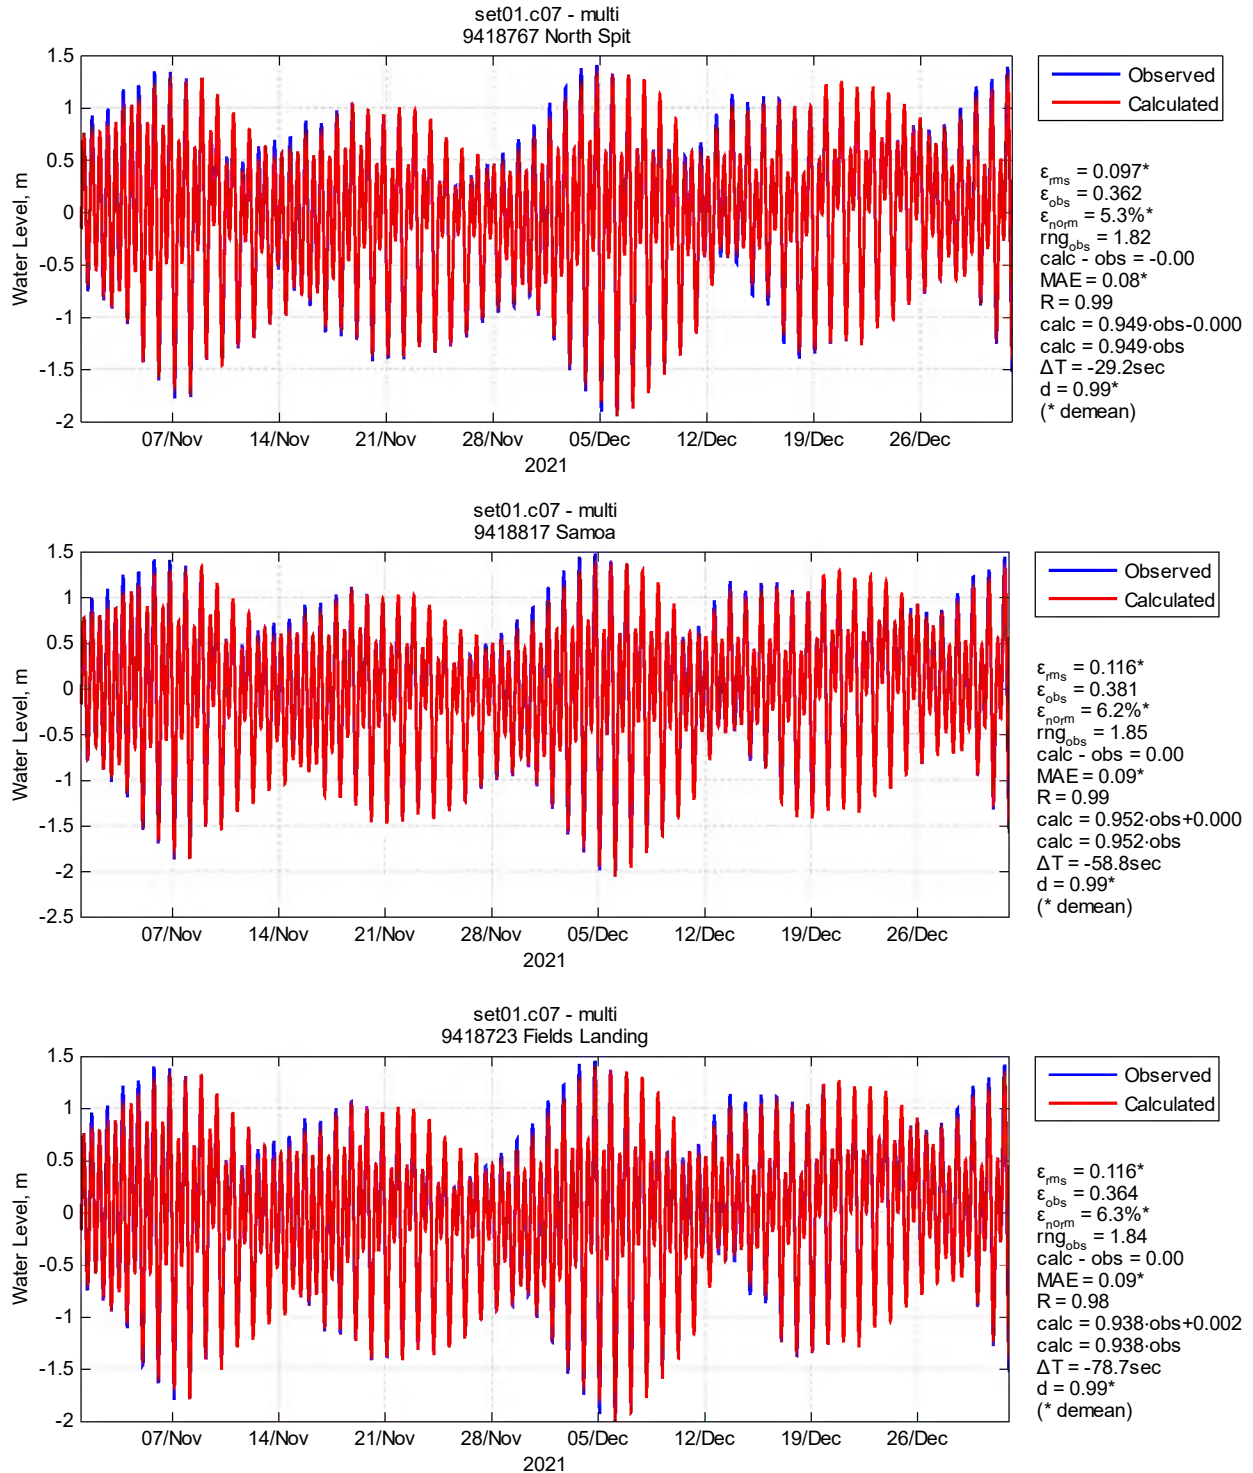 set01.c07 - multi
9418767 North Spit
1.5
1
0.5
0
-0.5
-1
-1.5
-2
Water Level, m
07/Nov 14/Nov 21/Nov 28/Nov 05/Dec 12/Dec 19/Dec 26/Dec
2021
Observed
Calculated
εrms = 0.097*
εobs = 0.362
εnorm = 5.3%*
rngobs = 1.82
calc - obs = -0.00
MAE = 0.08*
R = 0.99
calc = 0.949·obs-0.000
calc = 0.949·obs
ΔT = -29.2sec
d = 0.99*
(* demean)
set01.c07 - multi
9418817 Samoa
1.5
1
0.5
0
-0.5
-1
-1.5
-2
-2.5
Water Level, m
07/Nov 14/Nov 21/Nov 28/Nov 05/Dec 12/Dec 19/Dec 26/Dec
2021
Observed
Calculated
εrms = 0.116*
εobs = 0.381
εnorm = 6.2%*
rngobs = 1.85
calc - obs = 0.00
MAE = 0.09*
R = 0.99
calc = 0.952·obs+0.000
calc = 0.952·obs
ΔT = -58.8sec
d = 0.99*
(* demean)
set01.c07 - multi
9418723 Fields Landing
1.5
1
0.5
0
-0.5
-1
-1.5
-2
Water Level, m
07/Nov 14/Nov 21/Nov 28/Nov 05/Dec 12/Dec 19/Dec 26/Dec
2021
Observed
Calculated
εrms = 0.116*
εobs = 0.364
εnorm = 6.3%*
rngobs = 1.84
calc - obs = 0.00
MAE = 0.09*
R = 0.98
calc = 0.938·obs+0.002
calc = 0.938·obs
ΔT = -78.7sec
d = 0.99*
(* demean)